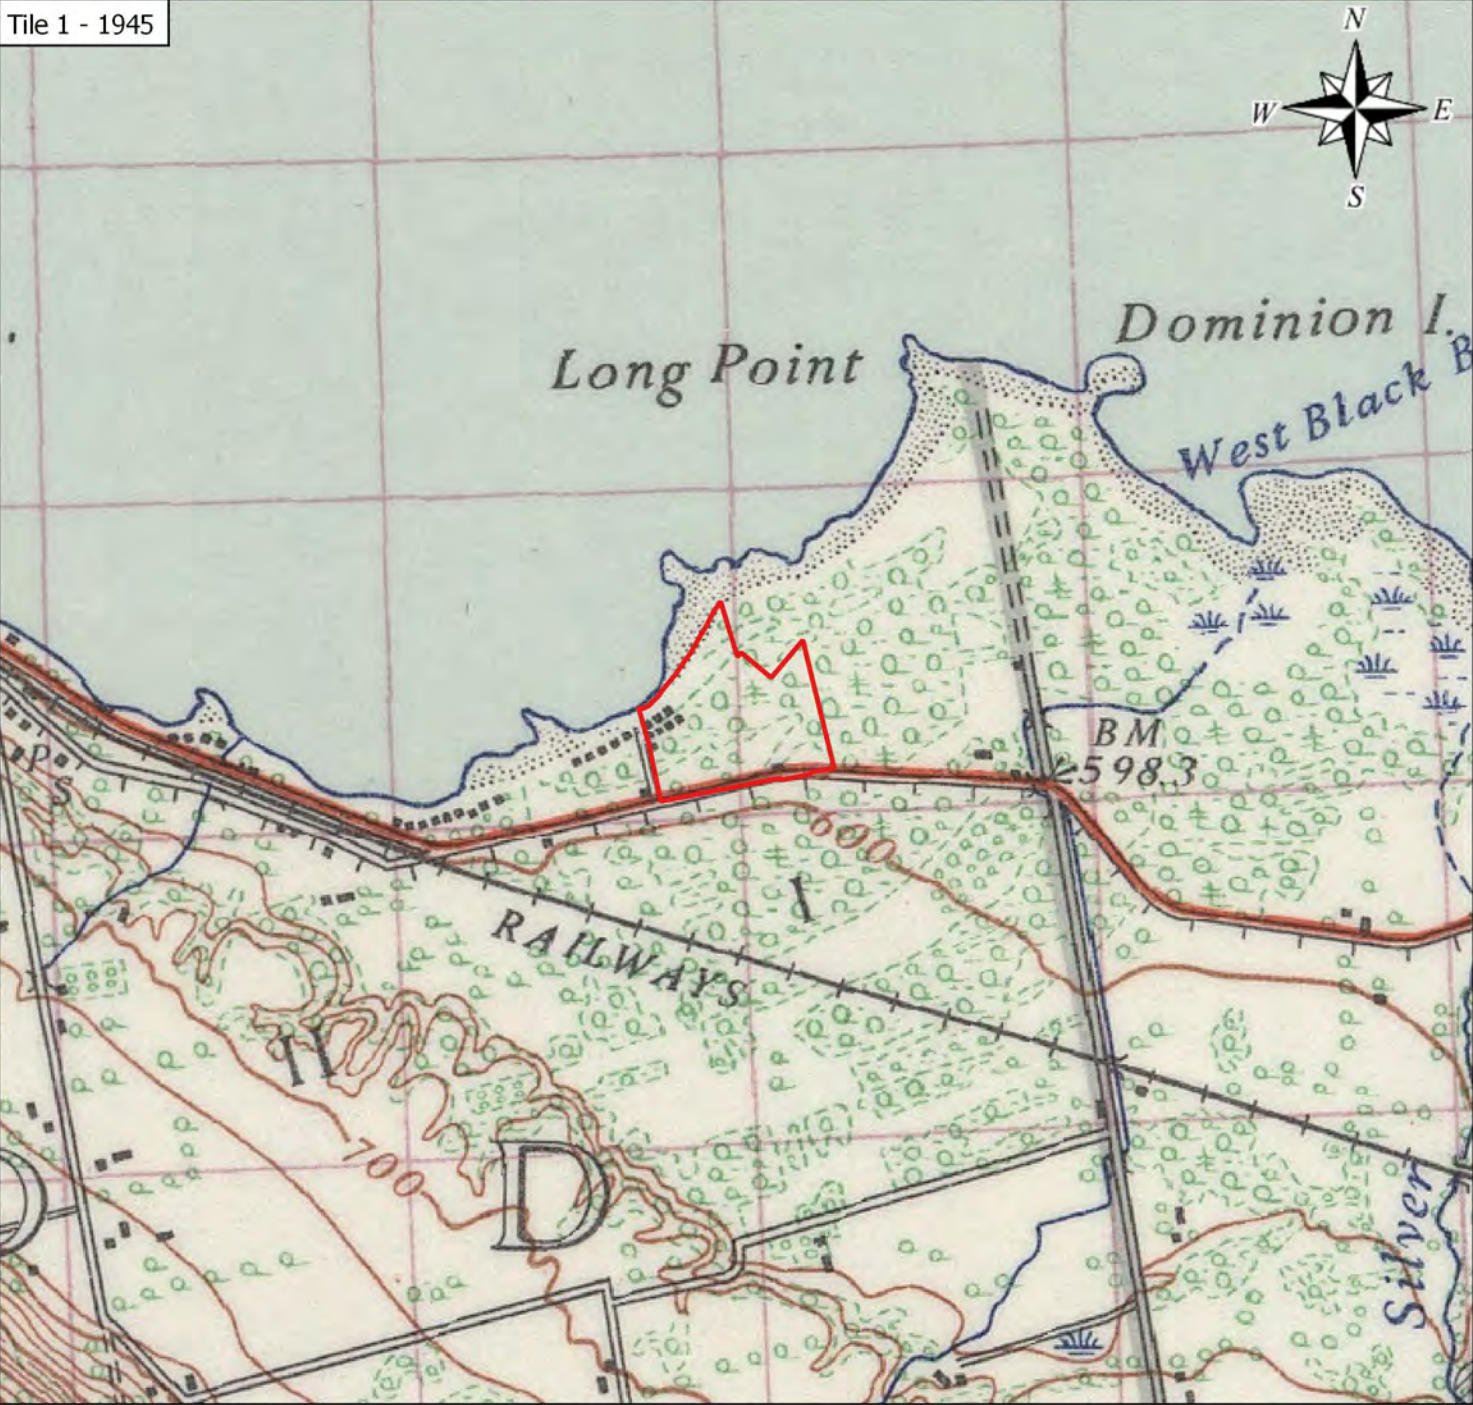 Tile 1 - 1945
N
W
E
S
Dominion I.
Long Point
West Black B
BM
598.3
P
S
600
I
RAILWAYS
II
700
D
Silver